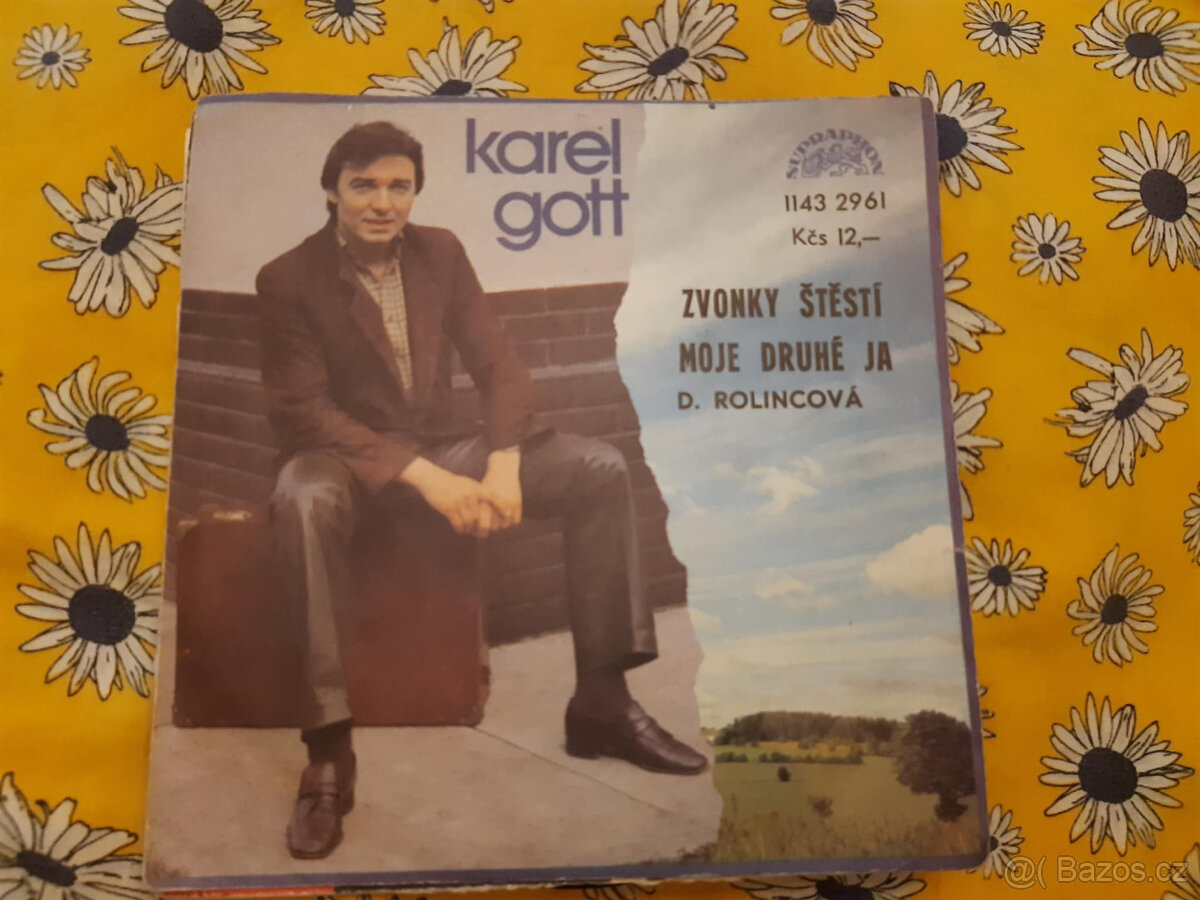 karel
gott
SUPRAPHON
1143 2961
Kčs 12,–
ZVONKY ŠTĚSTÍ
MOJE DRUHÉ JA
D. ROLINCOVÁ
@( Bazos.cz